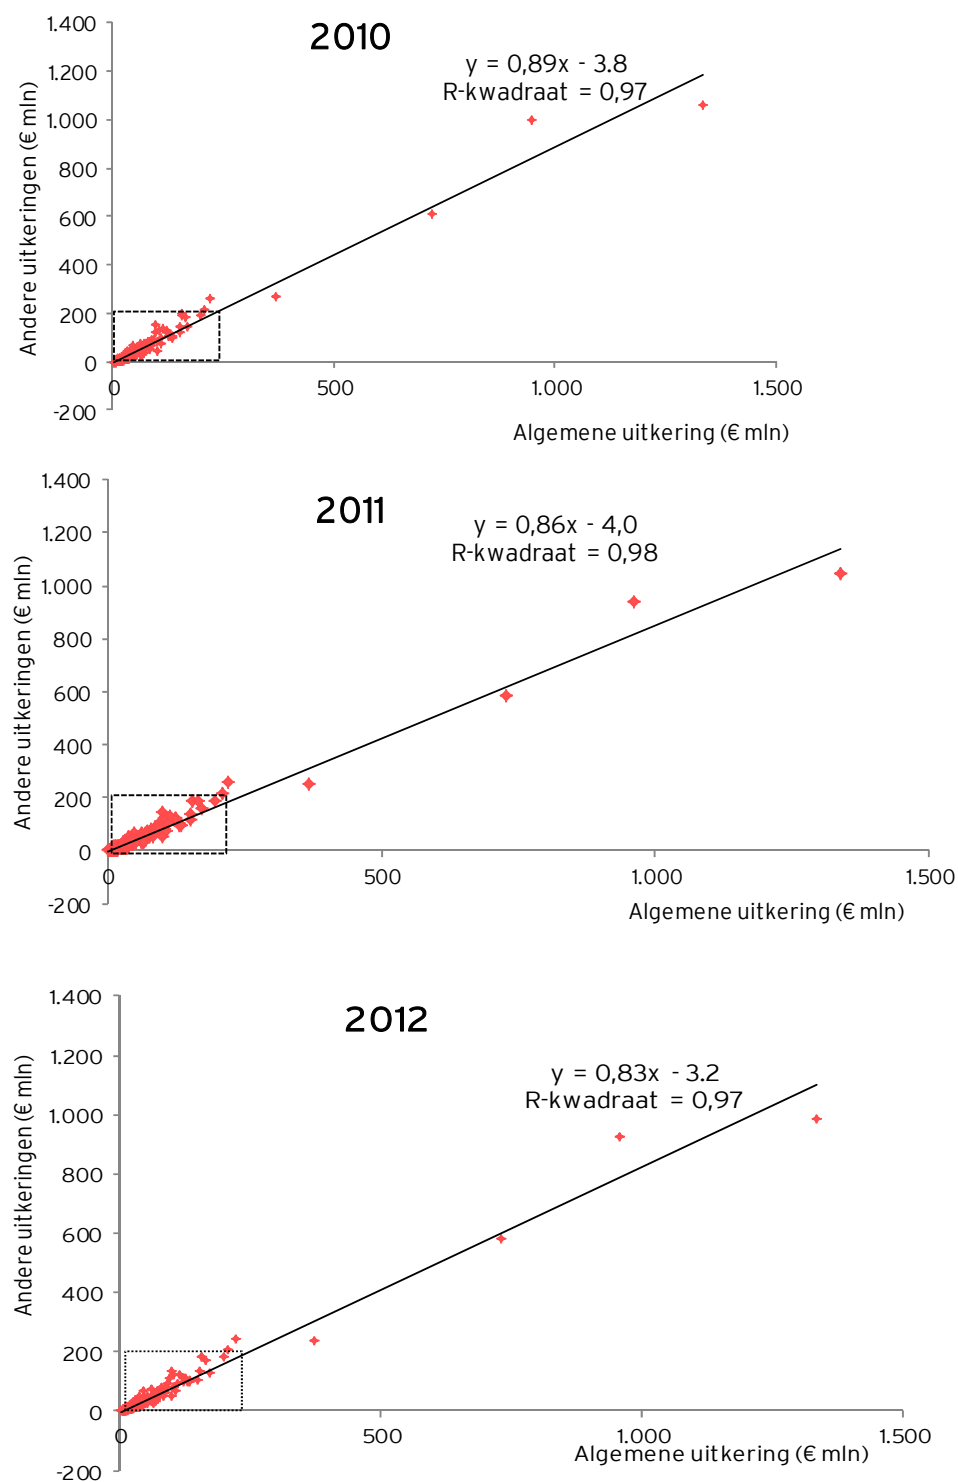 2010
y = 0,89x - 3.8
R-kwadraat = 0,97
Andere uitkeringen (€ mln)
1.400
1.200
1.000
800
600
400
200
0
-200
0 500 1.000 1.500
Algemene uitkering (€ mln)
2011
y = 0,86x - 4,0
R-kwadraat = 0,98
Andere uitkeringen (€ mln)
1.400
1.200
1.000
800
600
400
200
0
-200
0 500 1.000 1.500
Algemene uitkering (€ mln)
2012
y = 0,83x - 3.2
R-kwadraat = 0,97
Andere uitkeringen (€ mln)
1.400
1.200
1.000
800
600
400
200
0
-200
0 500 1.000 1.500
Algemene uitkering (€ mln)